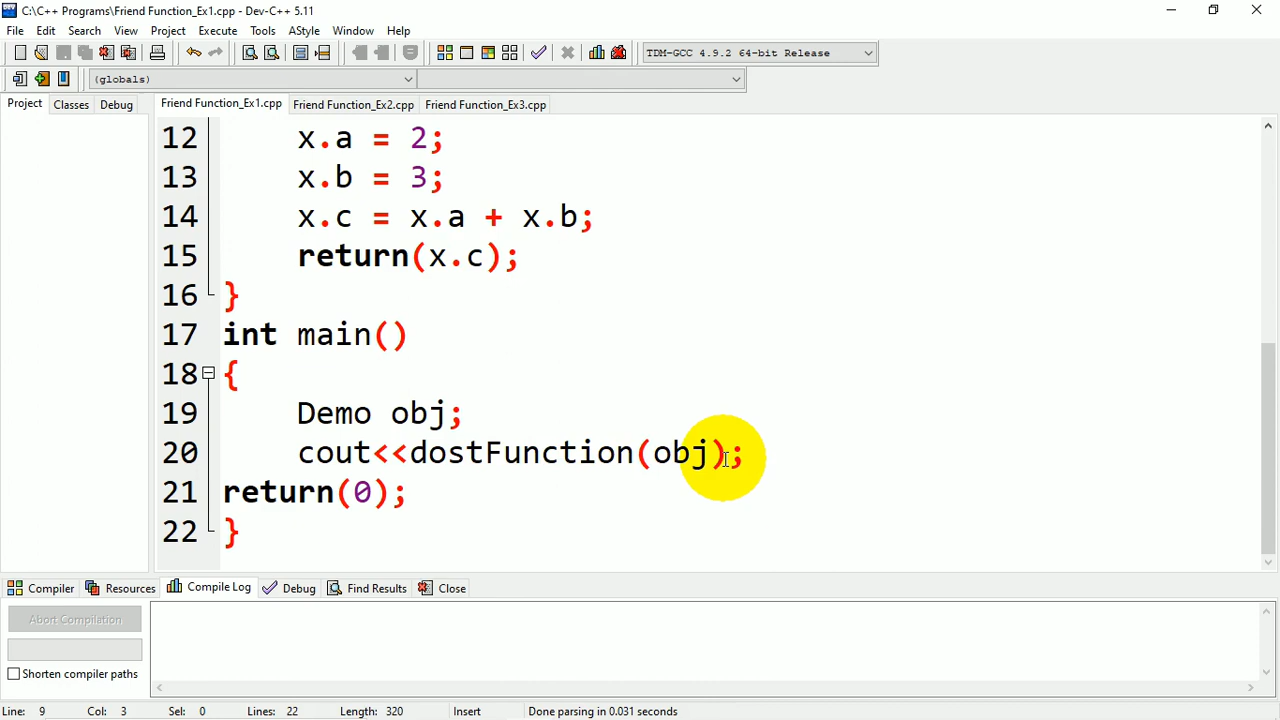 C:\C++ Programs\Friend Function_Ex1.cpp - Dev-C++ 5.11
File Edit Search View Project Execute Tools AStyle Window Help
TDM-GCC 4.9.2 64-bit Release
(globals)
Project Classes Debug Friend Function_Ex1.cpp Friend Function_Ex2.cpp Friend Function_Ex3.cpp
12 x.a = 2;
13 x.b = 3;
14 x.c = x.a + x.b;
15 return(x.c);
16 }
17 int main()
18 {
19 Demo obj;
20 cout<<dostFunction(obj);
21 return(0);
22 }
Compiler Resources Compile Log Debug Find Results Close
Abort Compilation
Shorten compiler paths
Line: 9 Col: 3 Sel: 0 Lines: 22 Length: 320 Insert Done parsing in 0.031 seconds